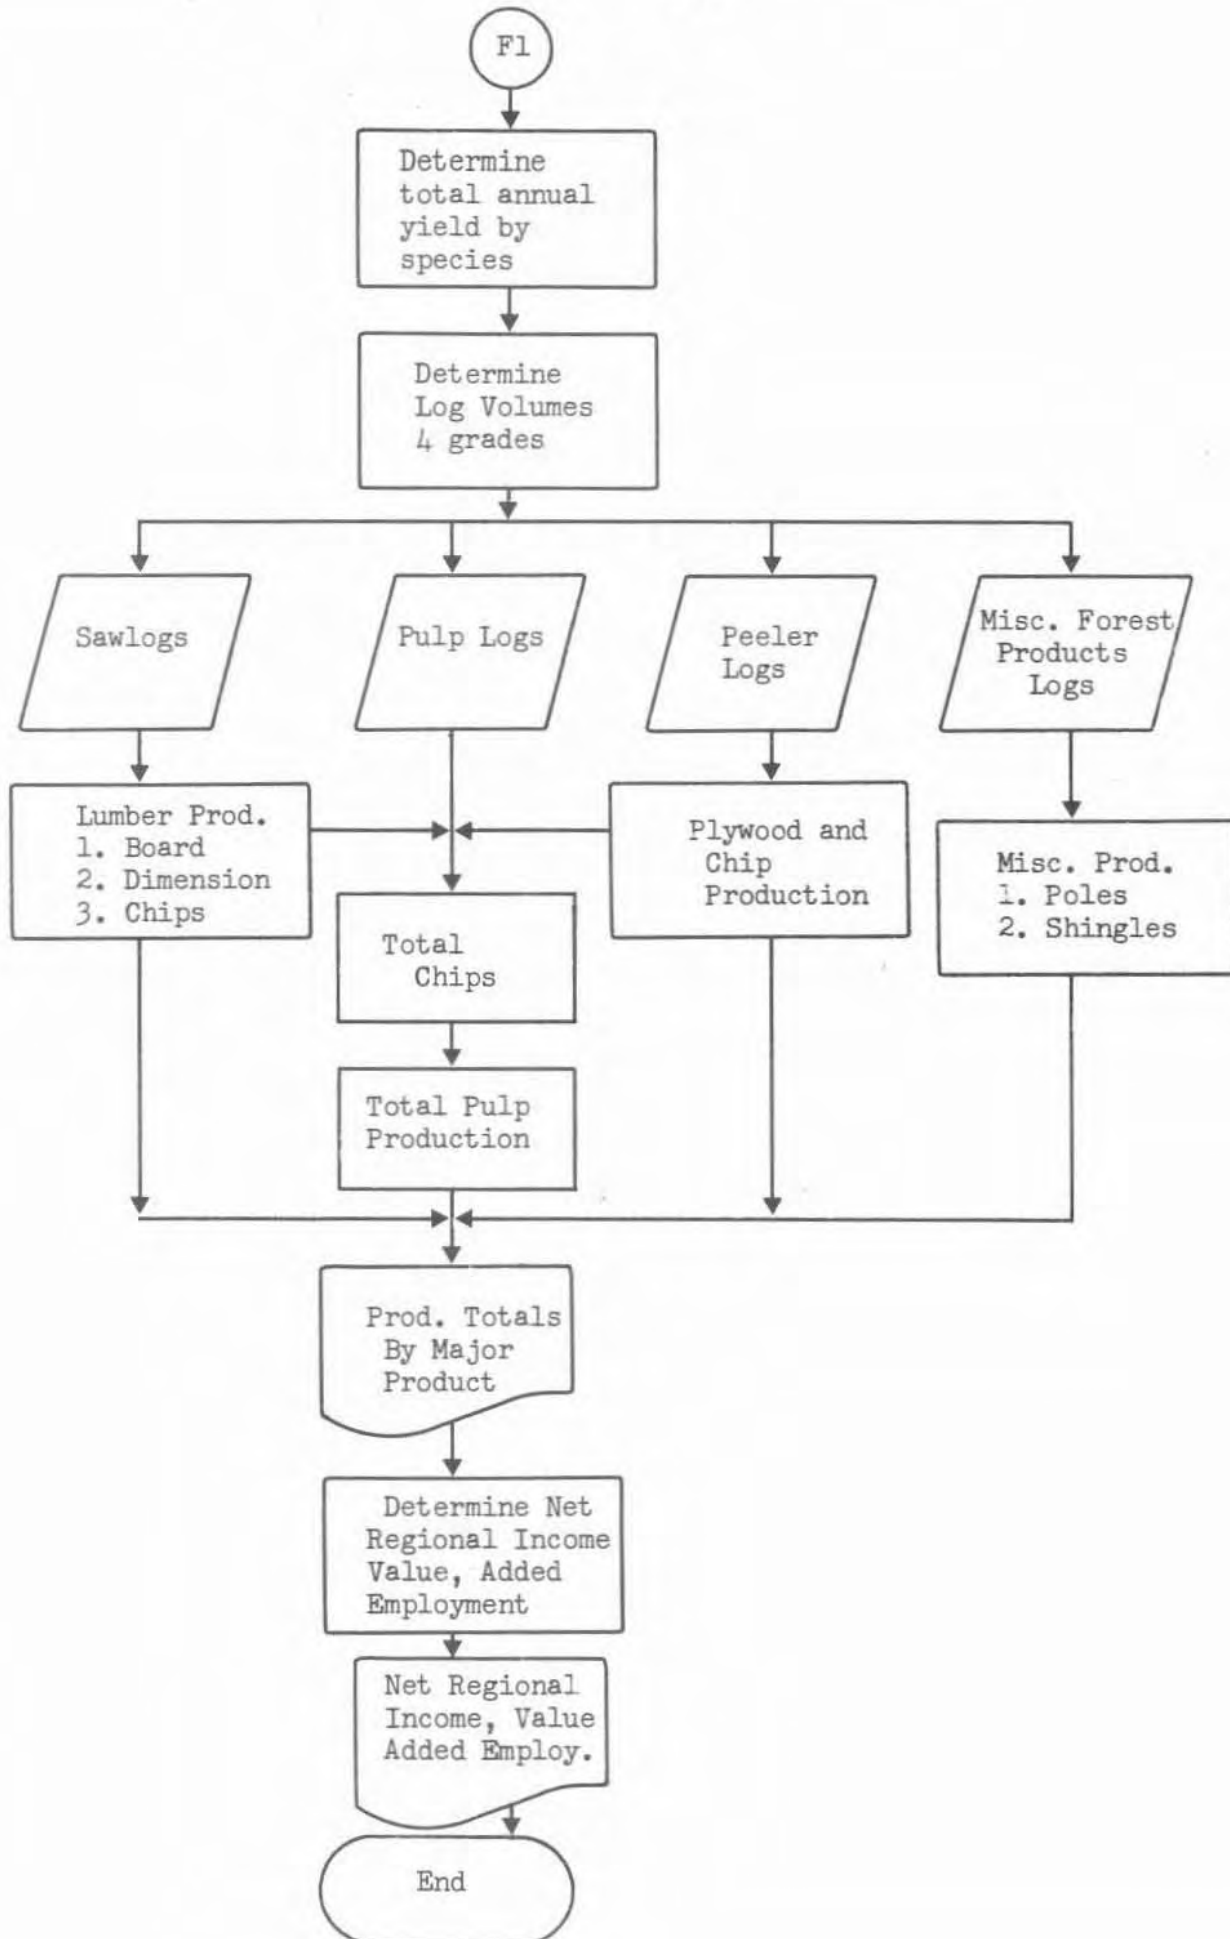 F1
Determine
total annual
yield by
species
Determine
Log Volumes
4 grades
Sawlogs
Pulp Logs
Peeler
Logs
Misc. Forest
Products
Logs
Lumber Prod.
1. Board
2. Dimension
3. Chips
Plywood and
Chip
Production
Misc. Prod.
1. Poles
2. Shingles
Total
Chips
Total Pulp
Production
Prod. Totals
By Major
Product
Determine Net
Regional Income
Value, Added
Employment
Net Regional
Income, Value
Added Employ.
End